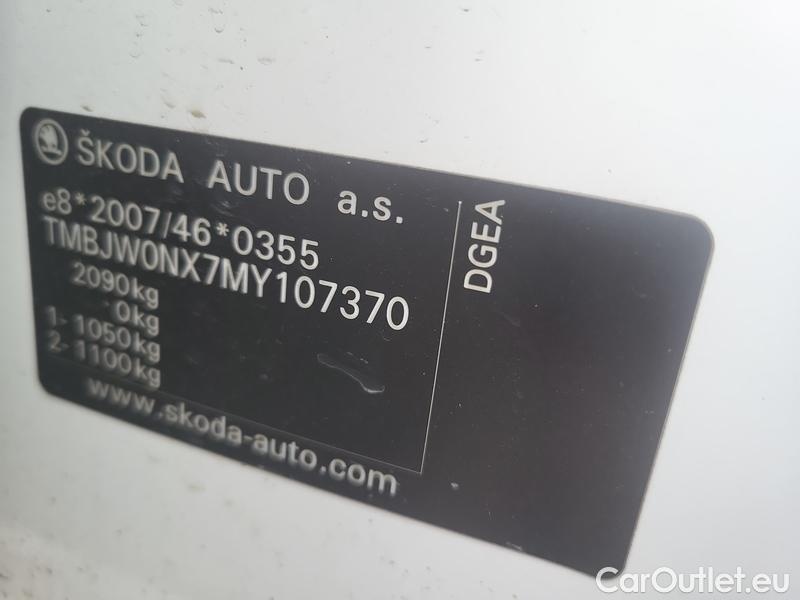 ŠKODA AUTO a.s.
e8*2007/46*0355
TMBJW0NX7MY107370
2090kg
0kg
1-1050kg
2-1100kg
www.skoda-auto.com
DGEA
CarOutlet.eu